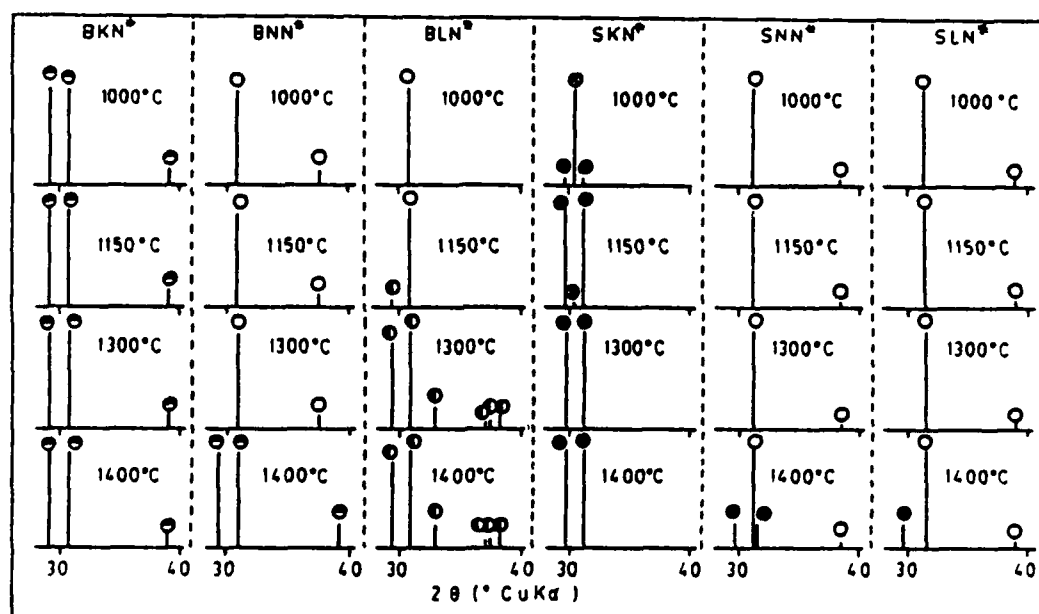 BKN* BNN* BLN* SKN* SNN* SLN*
1000°C 1000°C 1000°C 1000°C 1000°C 1000°C
1150°C 1150°C 1150°C 1150°C 1150°C 1150°C
1300°C 1300°C 1300°C 1300°C 1300°C 1300°C
1400°C 1400°C 1400°C 1400°C 1400°C 1400°C
30 40 30 40 30 40 30 40 30 40 30 40
2θ (°CuKα)